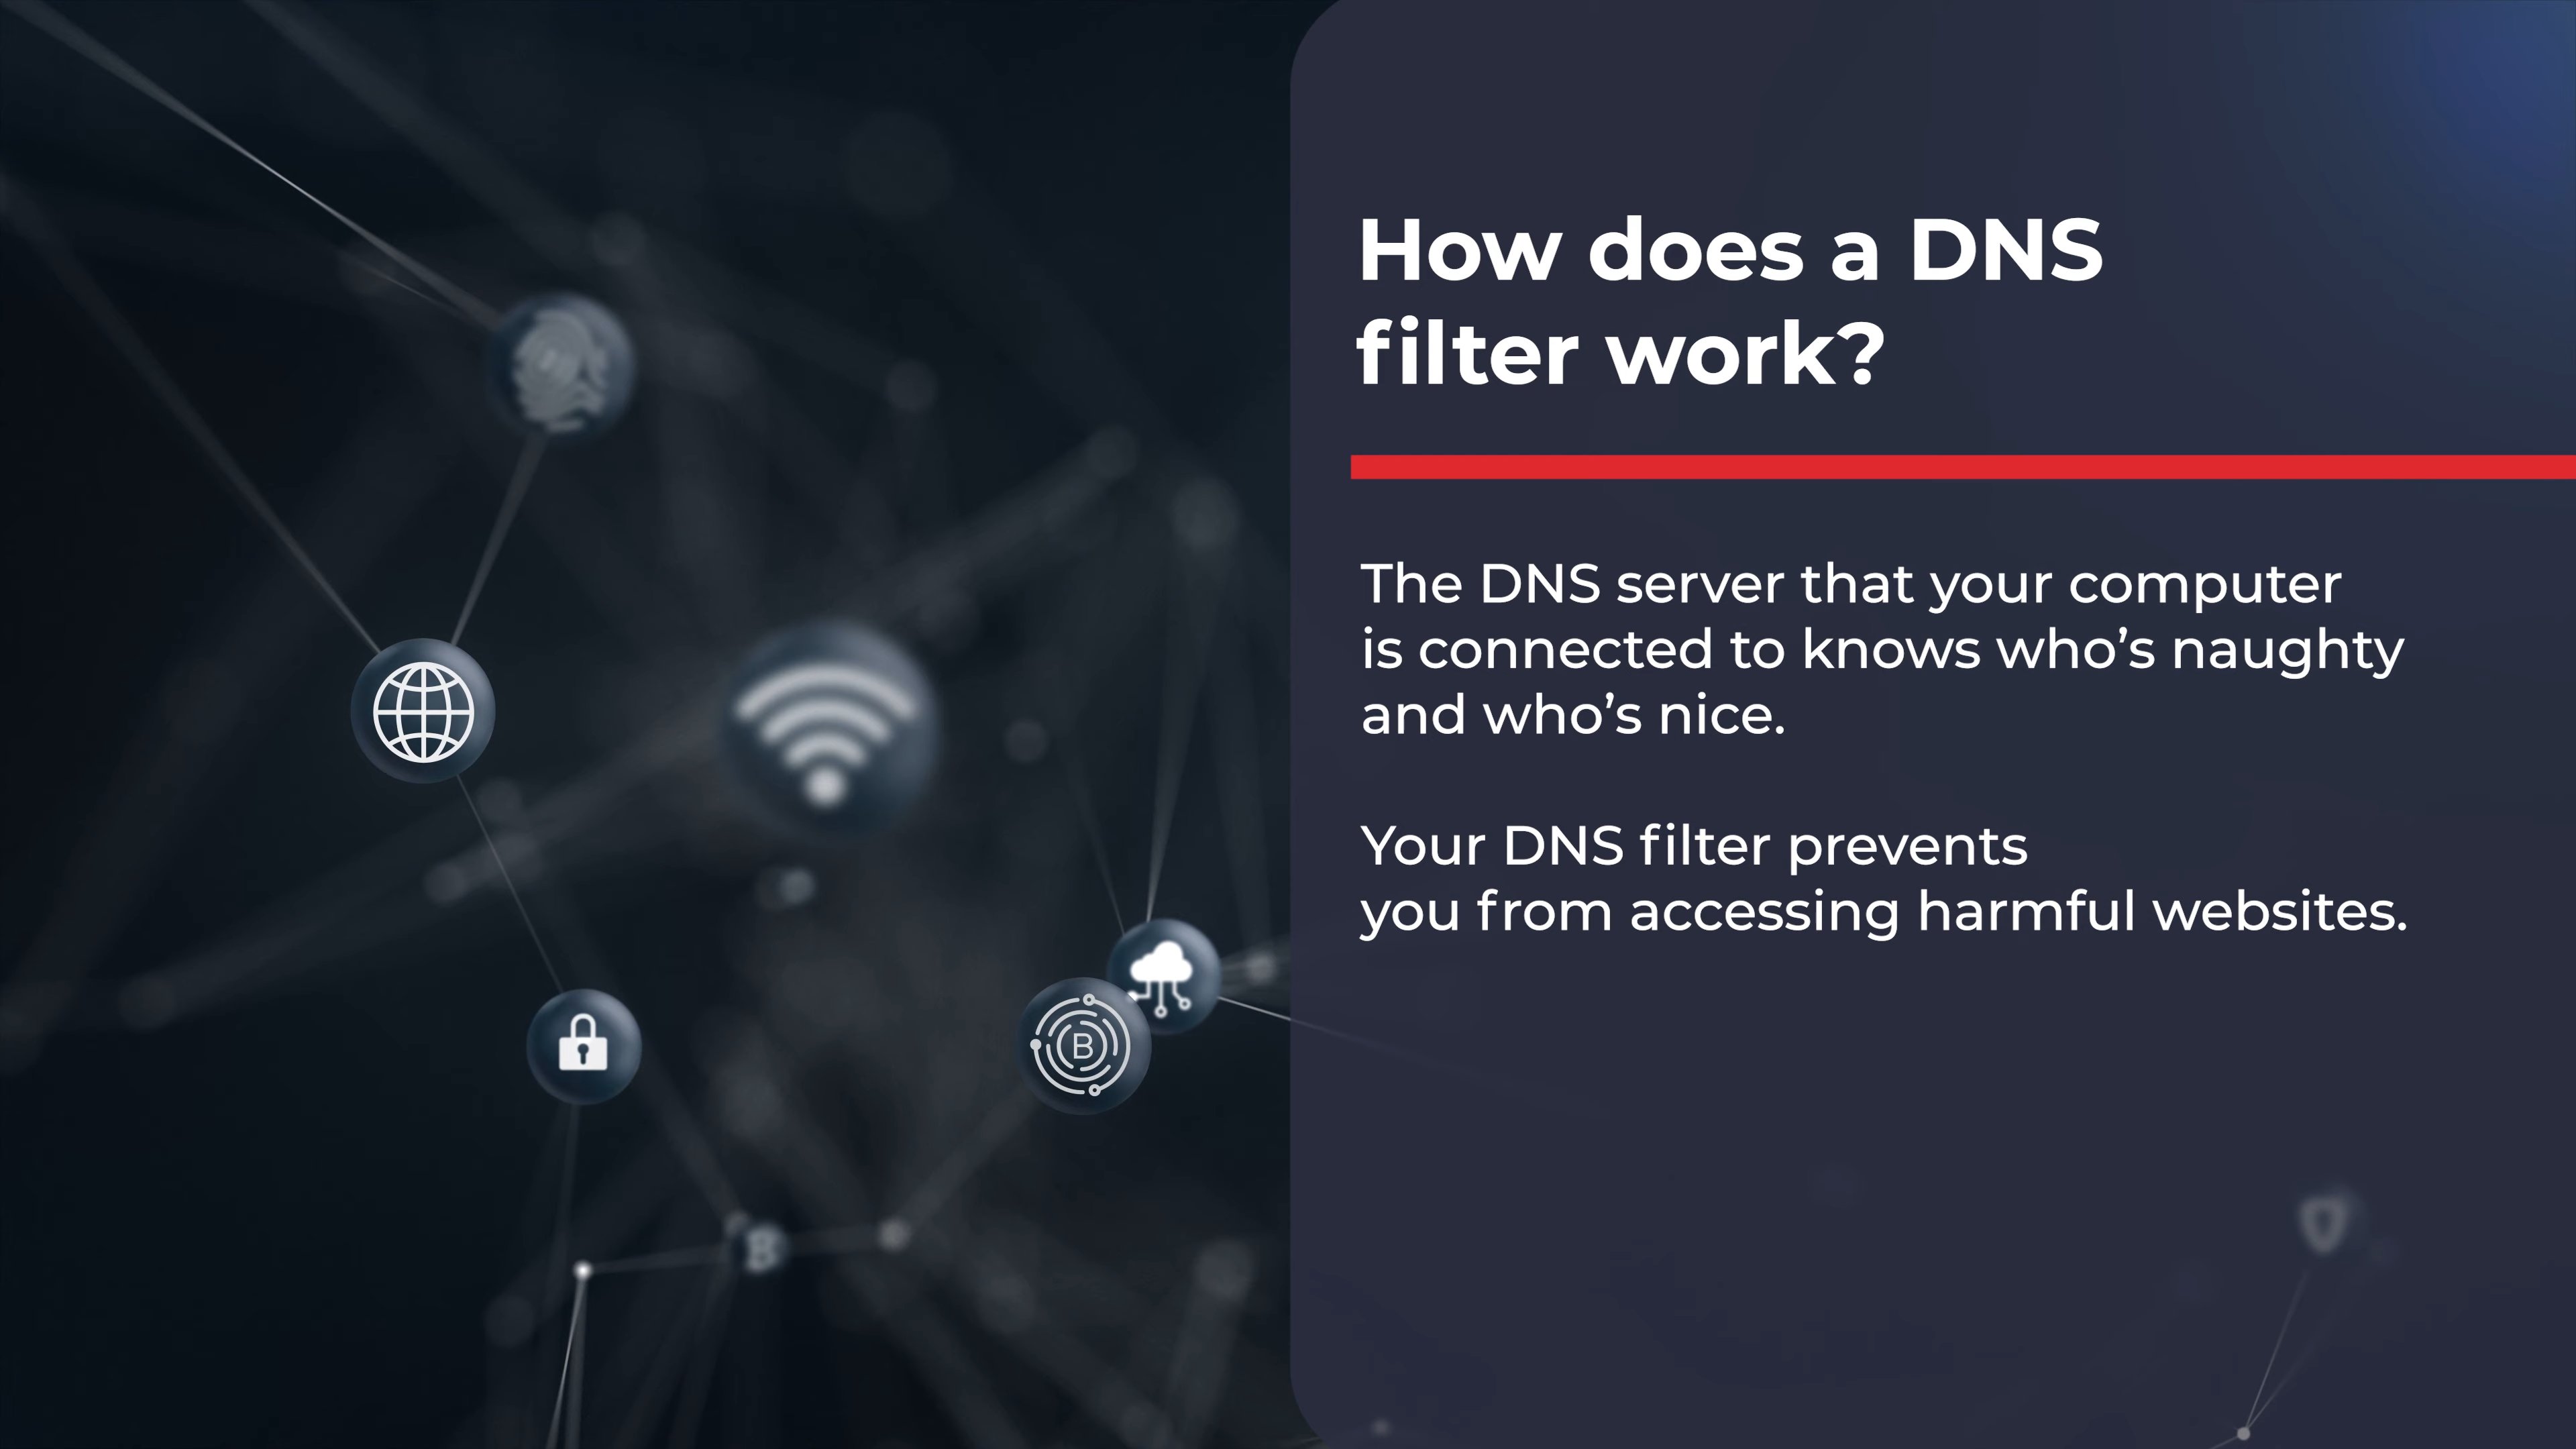 How does a DNS
filter work?
The DNS server that your computer
is connected to knows who’s naughty
and who’s nice.
Your DNS filter prevents
you from accessing harmful websites.
B
B